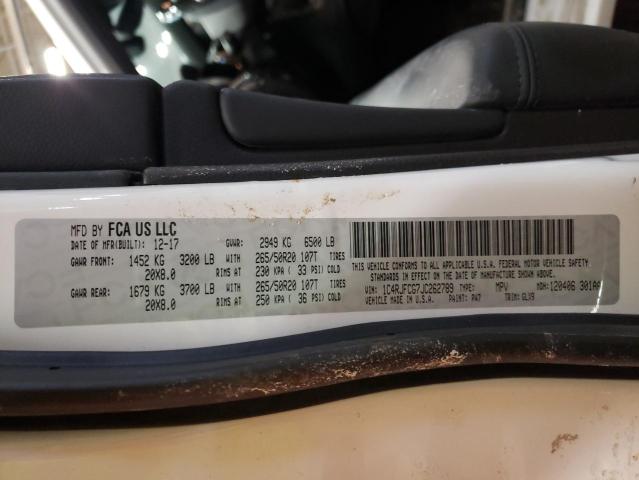 MFD BY FCA US LLC
DATE OF MFR(BUILT): 12-17 GVWR: 2949 KG 6500 LB
GAWR FRONT: 1452 KG 3200 LB WITH 265/50R20 107T TIRES
20X8.0 RIMS AT 230 KPA ( 33 PSI) COLD
GAWR REAR: 1679 KG 3700 LB WITH 265/50R20 107T TIRES
20X8.0 RIMS AT 250 KPA ( 36 PSI) COLD
THIS VEHICLE CONFORMS TO ALL APPLICABLE U.S.A. FEDERAL MOTOR VEHICLE SAFETY
STANDARDS IN EFFECT ON THE DATE OF MANUFACTURE SHOWN ABOVE.
VIN: 1C4RJFCG7JC262789 TYPE: MPV MDH: 120406 301AA
VEHICLE MADE IN U.S.A. PAINT: PW7 TRIM: GLX9